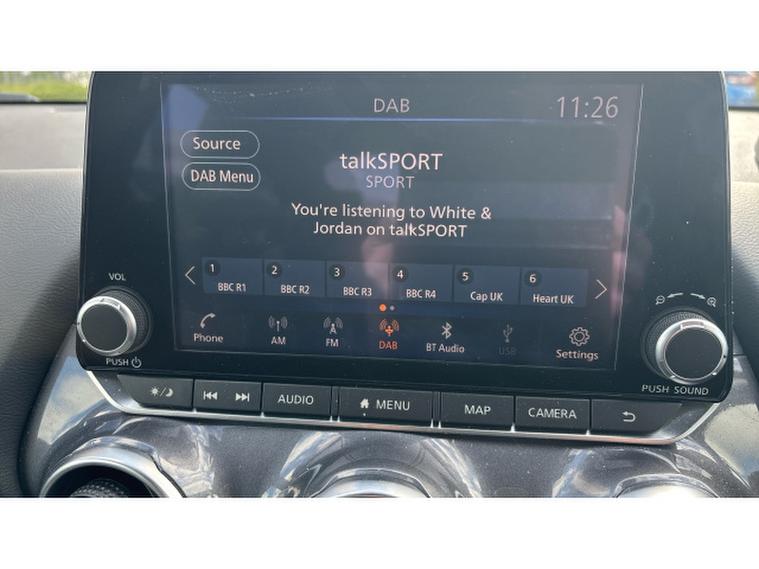 DAB
11:26
Source
DAB Menu
talkSPORT
SPORT
You're listening to White &
Jordan on talkSPORT
1 BBC R1
2 BBC R2
3 BBC R3
4 BBC R4
5 Cap UK
6 Heart UK
Phone
AM
FM
DAB
BT Audio
USB
Settings
VOL
PUSH
PUSH SOUND
AUDIO
MENU
MAP
CAMERA